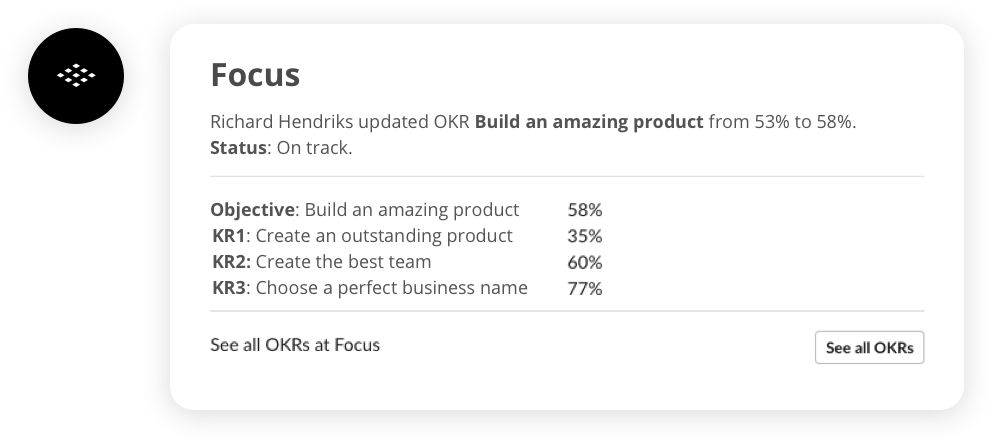 Focus
Richard Hendriks updated OKR Build an amazing product from 53% to 58%.
Status: On track.
Objective: Build an amazing product 58%
KR1: Create an outstanding product 35%
KR2: Create the best team 60%
KR3: Choose a perfect business name 77%
See all OKRs at Focus See all OKRs